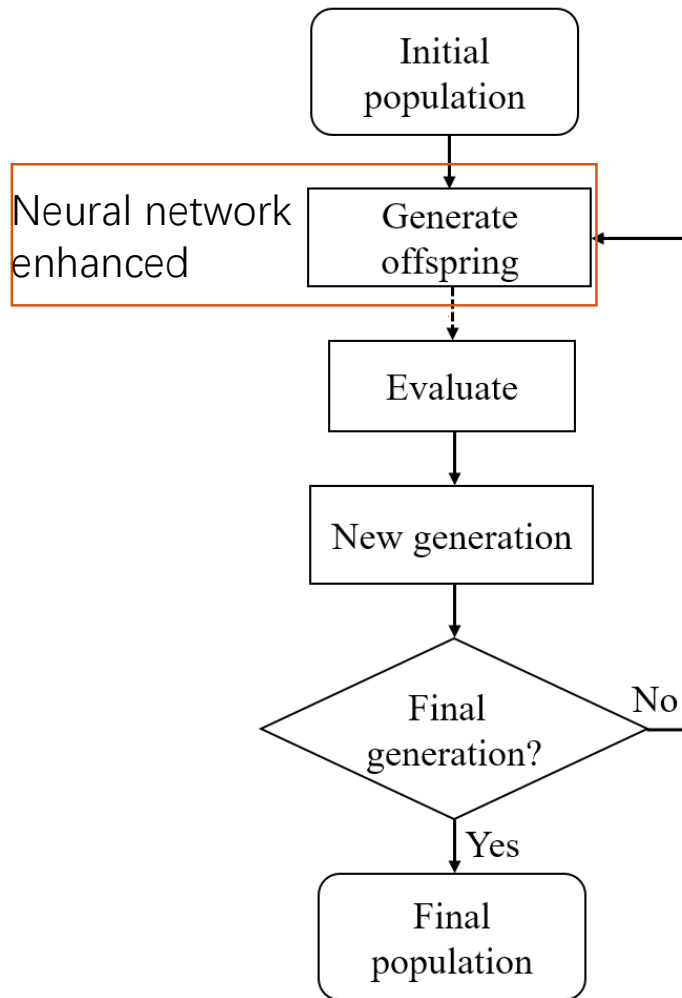 Initial
population
Neural network
enhanced
Generate
offspring
Evaluate
New generation
Final
generation?
No
Yes
Final
population